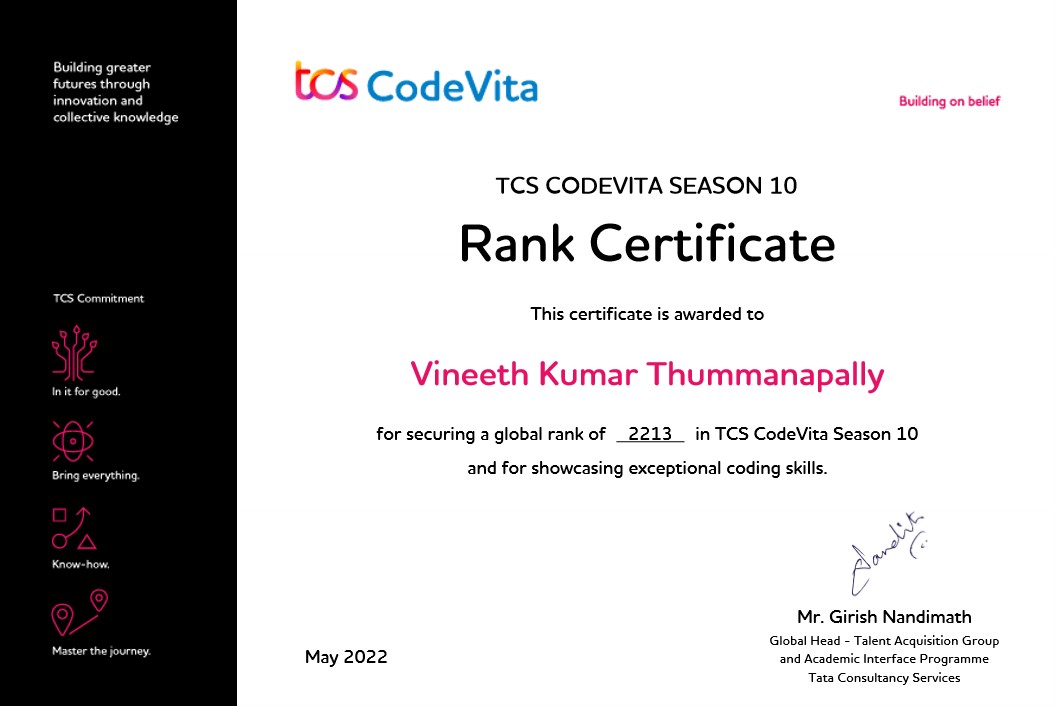 Building greater
futures through
innovation and
collective knowledge
TCS Commitment
In it for good.
Bring everything.
Know-how.
Master the journey.
tcs CodeVita
Building on belief
TCS CODEVITA SEASON 10
Rank Certificate
This certificate is awarded to
Vineeth Kumar Thummanapally
for securing a global rank of 2213 in TCS CodeVita Season 10
and for showcasing exceptional coding skills.
Mr. Girish Nandimath
Global Head - Talent Acquisition Group
and Academic Interface Programme
Tata Consultancy Services
May 2022